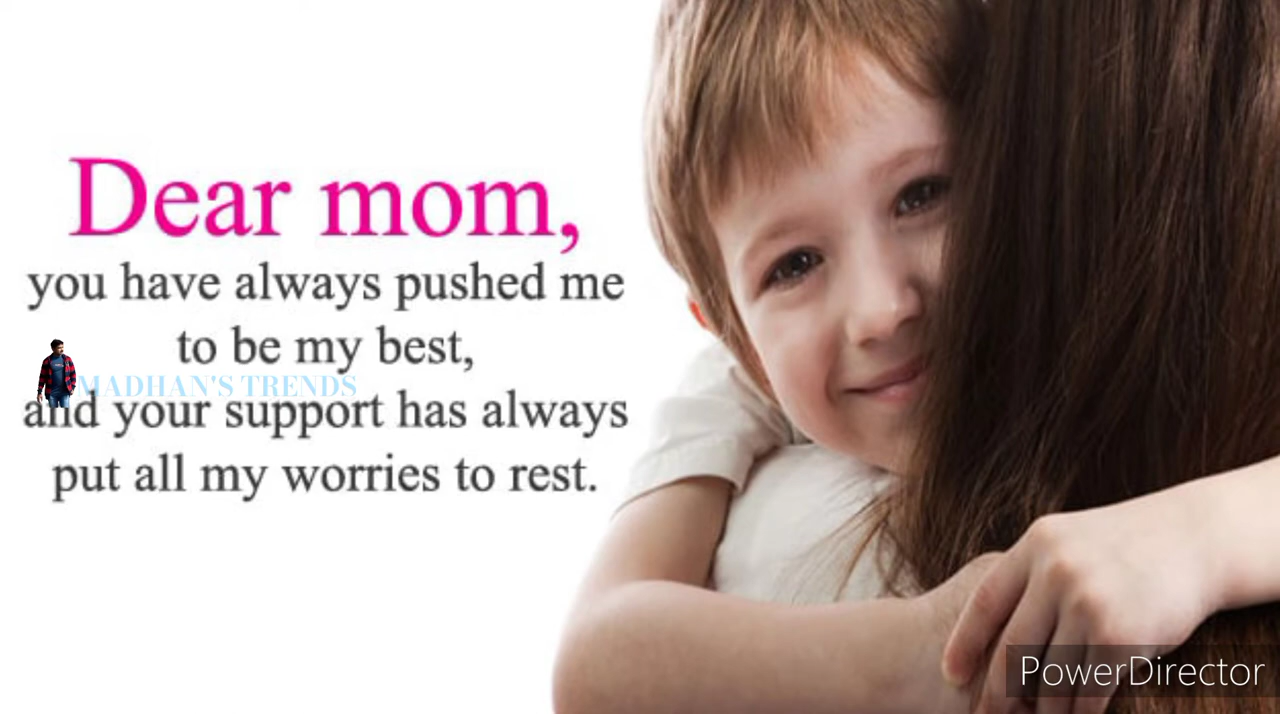 Dear mom,
you have always pushed me
to be my best,
MADHAN'S TRENDS
and your support has always
put all my worries to rest.
PowerDirector